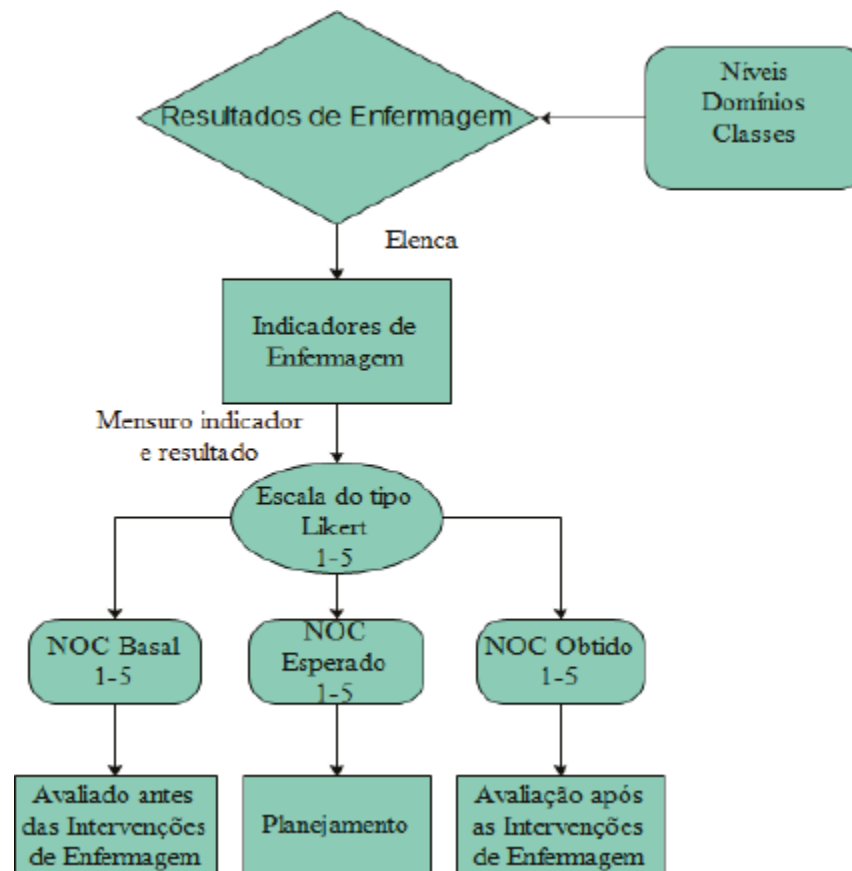 Resultados de Enfermagem
Níveis
Domínios
Classes
Elenca
Indicadores de
Enfermagem
Mensuro indicador
e resultado
Escala do tipo
Likert
1-5
NOC Basal
1-5
NOC
Esperado
1-5
NOC Obtido
1-5
Avaliado antes
das Intervenções
de Enfermagem
Planejamento
Avaliação após
as Intervenções
de Enfermagem